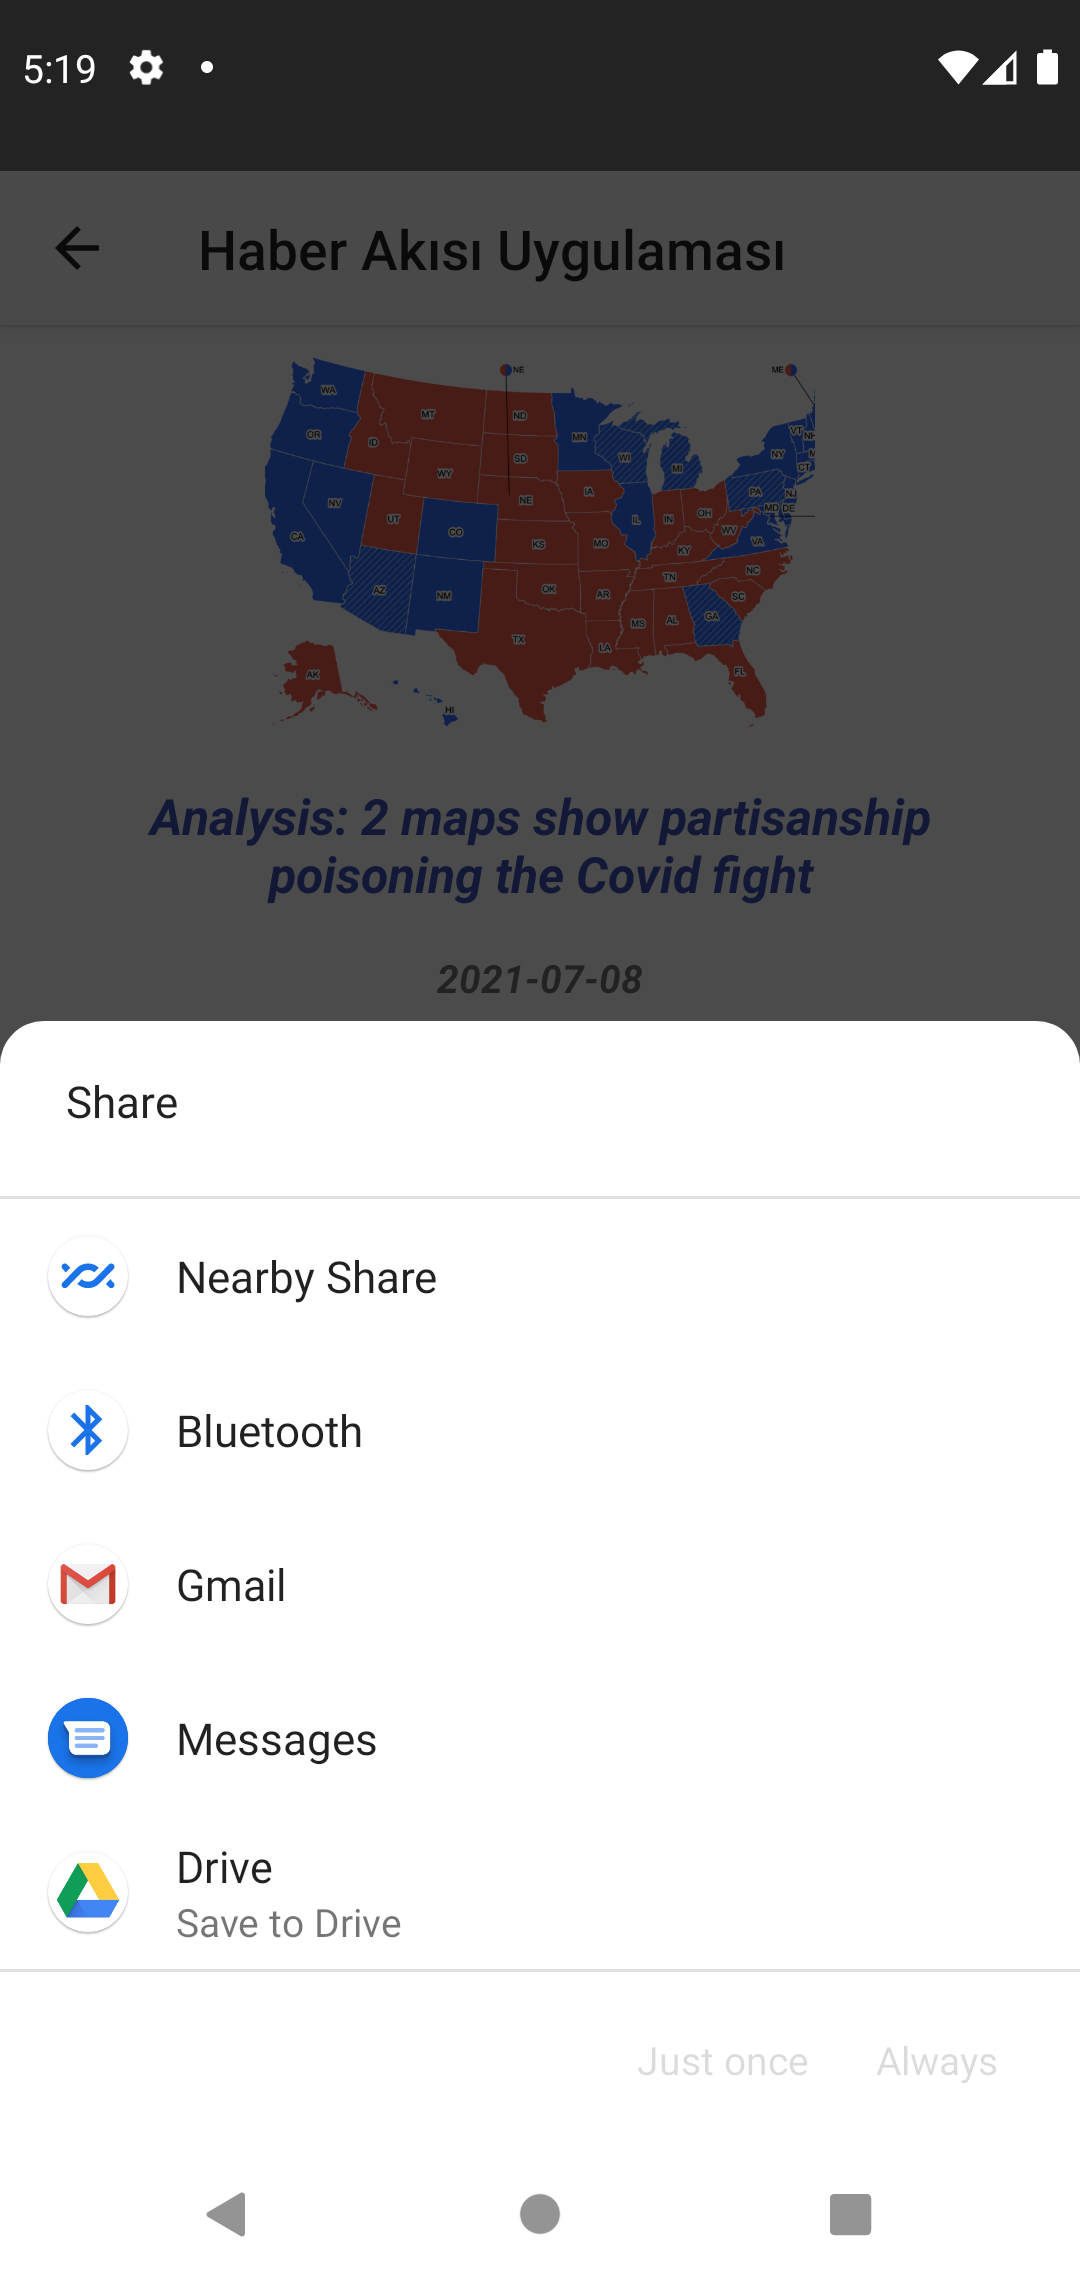 5:19
Haber Akısı Uygulaması
NE
ME
WA
MT
ND
MN
OR
ID
SD
WI
MI
NY
VT
NH
M
CT
WY
NE
IA
PA
NJ
NV
UT
CO
IL
IN
OH
WV
MD
DE
CA
KS
MO
KY
VA
AZ
NM
OK
AR
TN
NC
SC
TX
LA
MS
AL
GA
AK
FL
HI
Analysis: 2 maps show partisanship
poisoning the Covid fight
2021-07-08
Share
Nearby Share
Bluetooth
Gmail
Messages
Drive
Save to Drive
Just once
Always